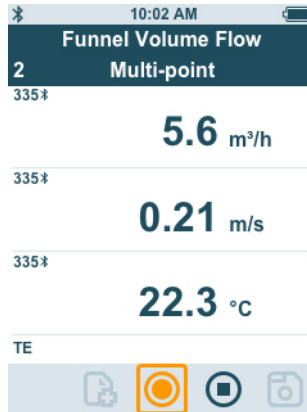 10:02 AM
Funnel Volume Flow
2 Multi-point
335
5.6 m³/h
335
0.21 m/s
335
22.3 °C
TE